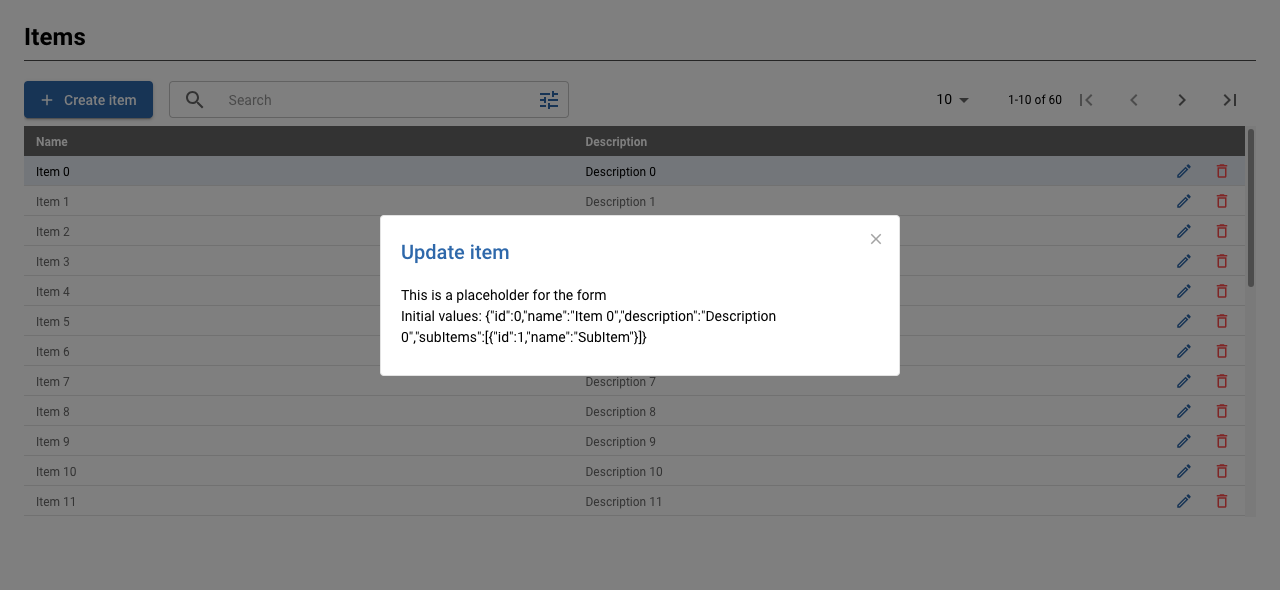 Items
Create item
Search
10
1-10 of 60
Name Description
Item 0 Description 0
Item 1 Description 1
Item 2
Item 3
Item 4
Item 5
Item 6
Item 7 Description 7
Item 8 Description 8
Item 9 Description 9
Item 10 Description 10
Item 11 Description 11
Update item
This is a placeholder for the form
Initial values: {"id":0,"name":"Item 0","description":"Description
0","subItems":[{"id":1,"name":"SubItem"}]}